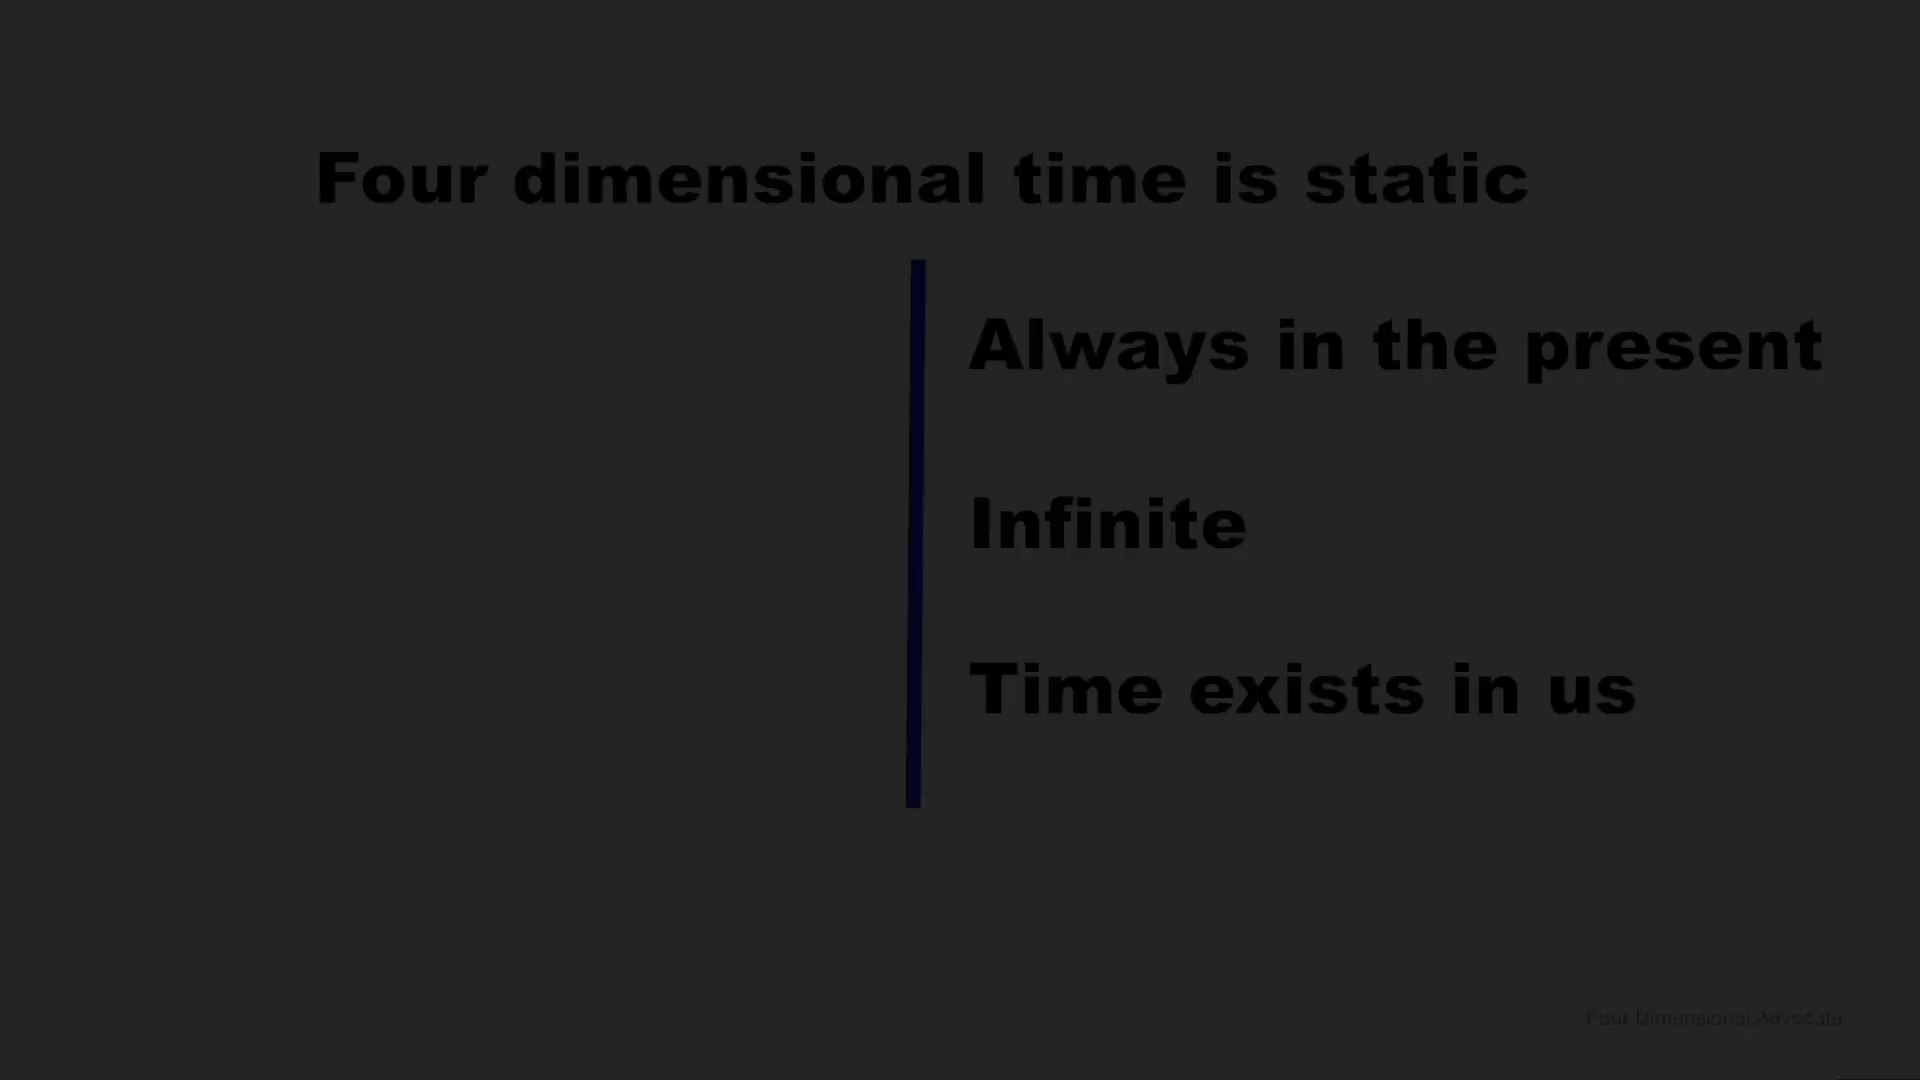 Four dimensional time is static
Always in the present
Infinite
Time exists in us
Four Dimensional Advocate